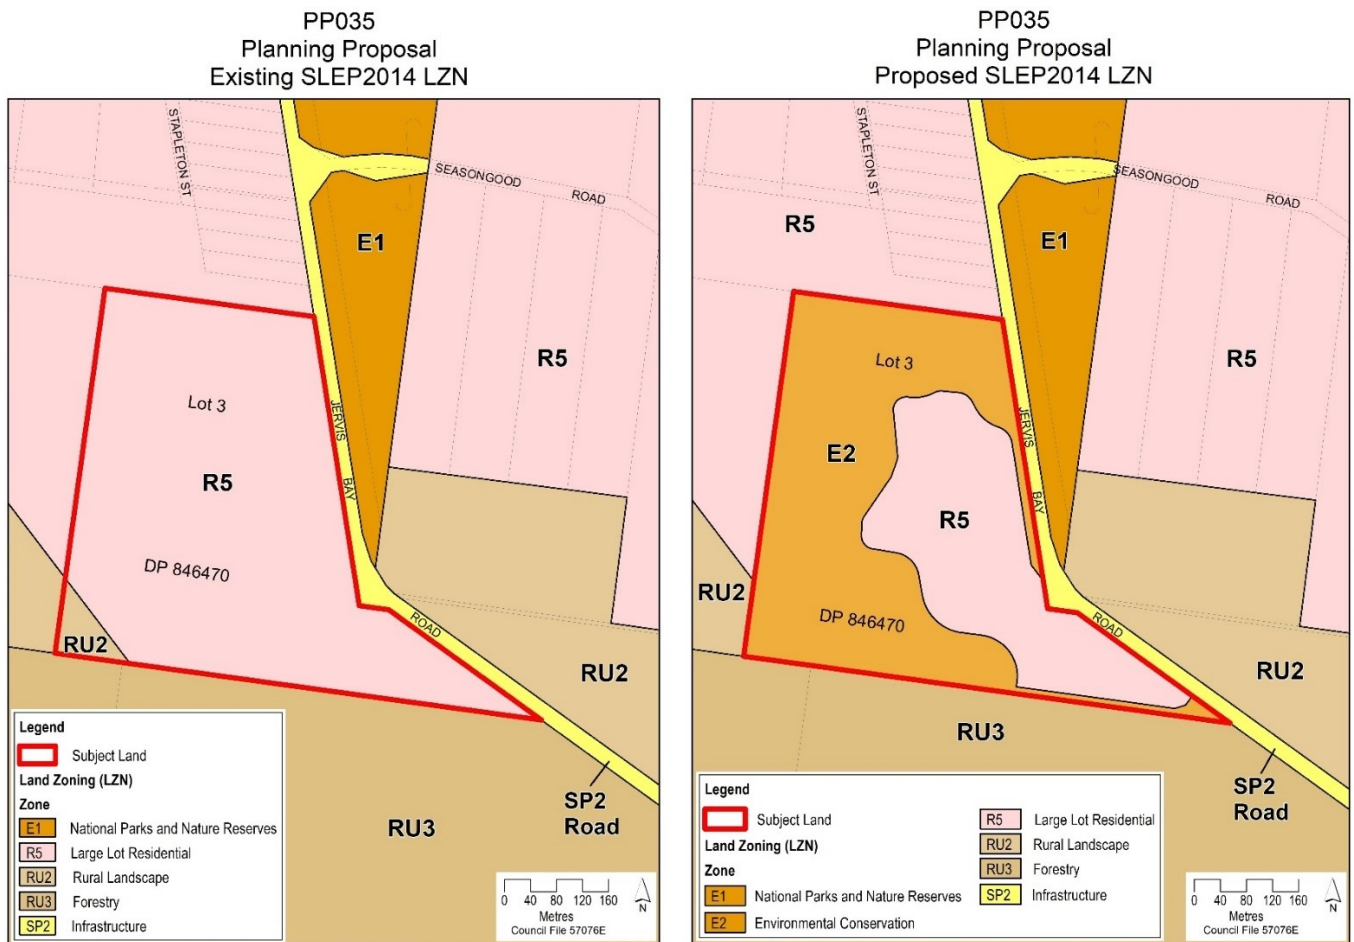 PP035
Planning Proposal
Existing SLEP2014 LZN
STAPLETON ST
SEASONGOOD
ROAD
E1
R5
Lot 3
JERVIS
R5
BAY
DP 846470
ROAD
RU2
RU2
SP2
Road
RU3
Legend
Subject Land
Land Zoning (LZN)
Zone
E1 National Parks and Nature Reserves
R5 Large Lot Residential
RU2 Rural Landscape
RU3 Forestry
SP2 Infrastructure
0 40 80 120 160
Metres
Council File 57076E
N
PP035
Planning Proposal
Proposed SLEP2014 LZN
STAPLETON ST
SEASONGOOD
ROAD
R5
E1
R5
Lot 3
JERVIS
E2
BAY
R5
RU2
DP 846470
ROAD
RU2
RU3
SP2
Road
Legend
Subject Land
Land Zoning (LZN)
Zone
E1 National Parks and Nature Reserves
E2 Environmental Conservation
R5 Large Lot Residential
RU2 Rural Landscape
RU3 Forestry
SP2 Infrastructure
0 40 80 120 160
Metres
Council File 57076E
N